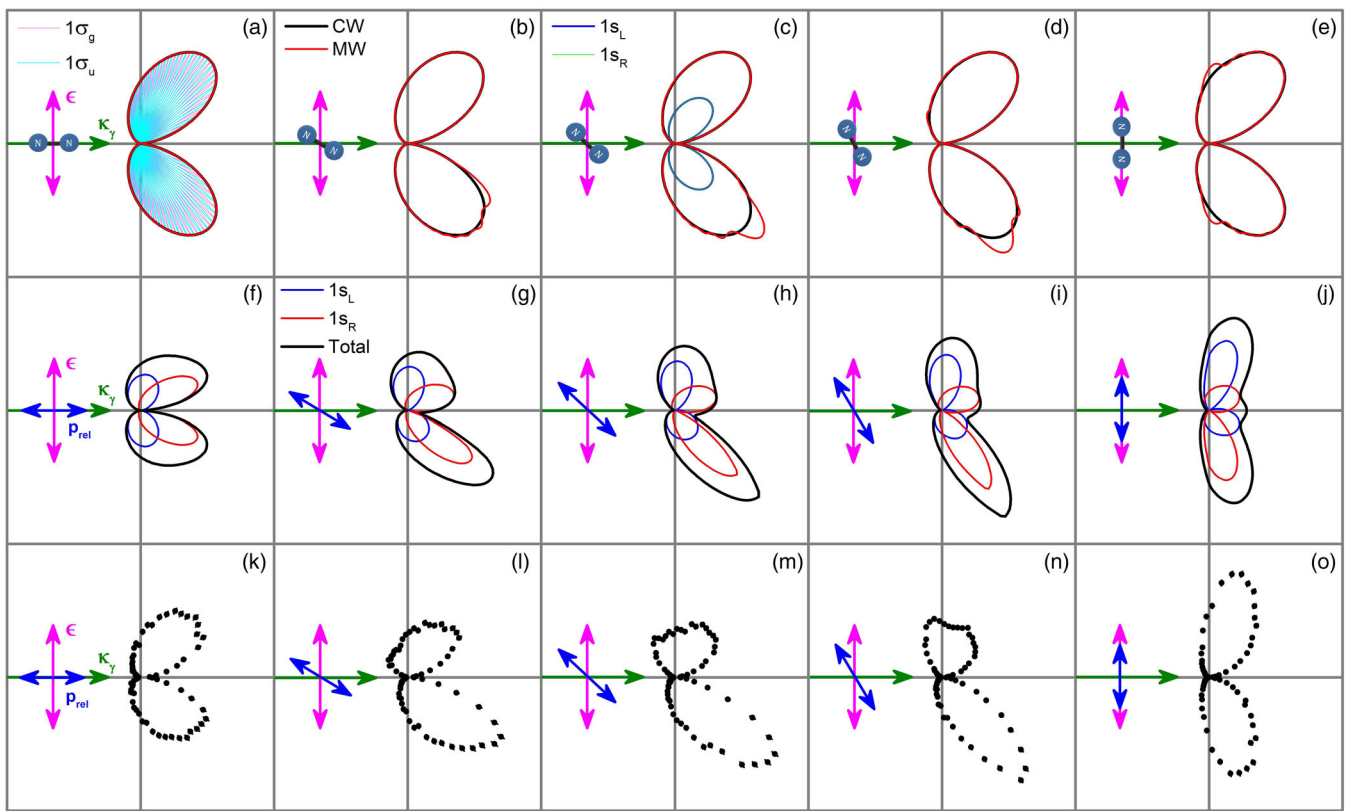 1σg (a)
1σu
ϵ
κγ
N N
CW (b)
MW
N N
1sL (c)
1sR
N N
(d)
N N
(e)
N N
1sL (g)
1sR
Total
(f)
ϵ
κγ
prel
(h)
(i)
(j)
(k)
ϵ
κγ
prel
(l)
(m)
(n)
(o)